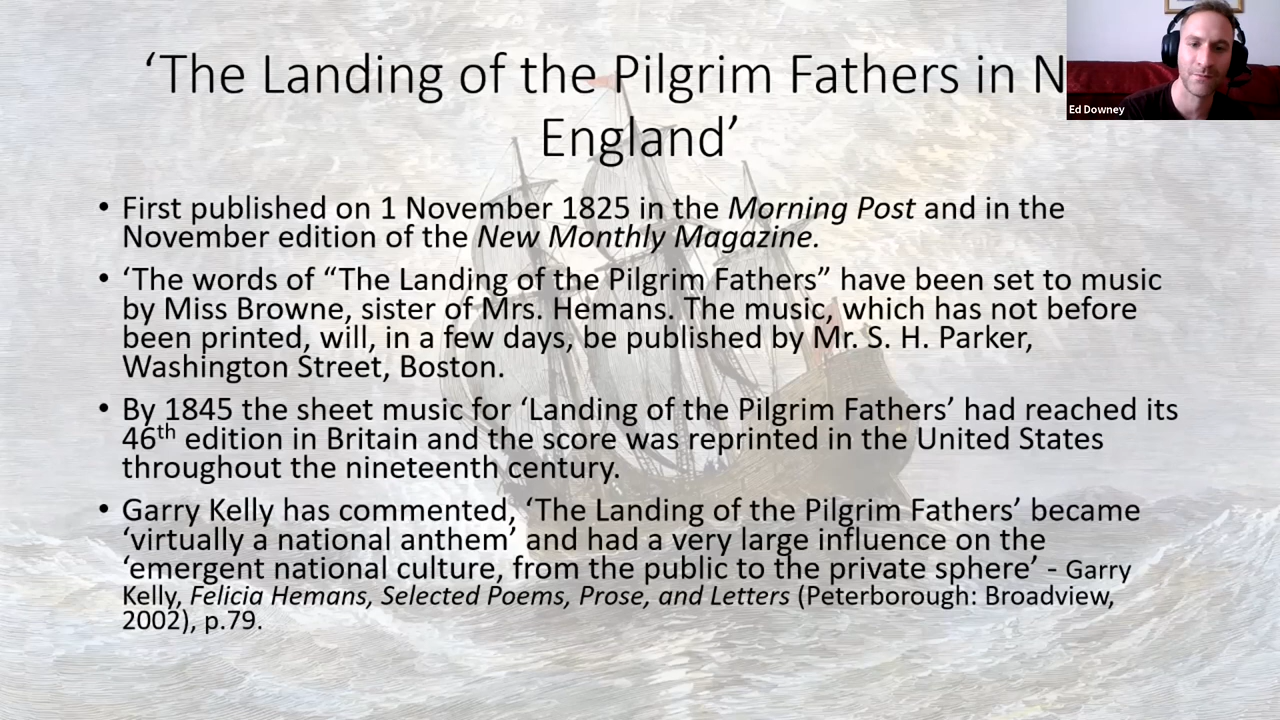 ‘The Landing of the Pilgrim Fathers in N
England’
Ed Downey
• First published on 1 November 1825 in the Morning Post and in the
November edition of the New Monthly Magazine.
• ‘The words of “The Landing of the Pilgrim Fathers” have been set to music
by Miss Browne, sister of Mrs. Hemans. The music, which has not before
been printed, will, in a few days, be published by Mr. S. H. Parker,
Washington Street, Boston.
• By 1845 the sheet music for ‘Landing of the Pilgrim Fathers’ had reached its
46th edition in Britain and the score was reprinted in the United States
throughout the nineteenth century.
• Garry Kelly has commented, ‘The Landing of the Pilgrim Fathers’ became
‘virtually a national anthem’ and had a very large influence on the
‘emergent national culture, from the public to the private sphere’ - Garry
Kelly, Felicia Hemans, Selected Poems, Prose, and Letters (Peterborough: Broadview,
2002), p.79.